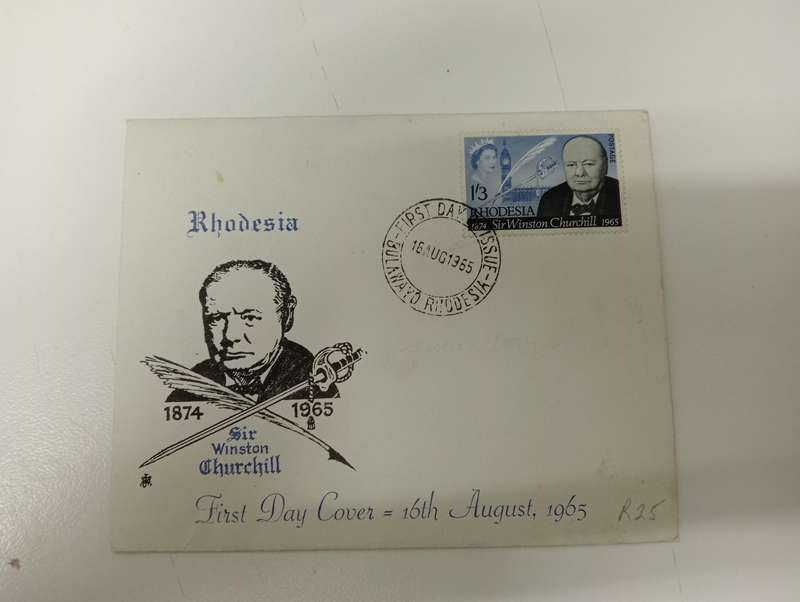 POSTAGE
1/3
RHODESIA
1874 Sir Winston Churchill 1965
FIRST DAY OF ISSUE
16 AUG 1965
BULAWAYO RHODESIA
Rhodesia
1874 1965
Sir
Winston
Churchill
First Day Cover = 16th August, 1965
R25